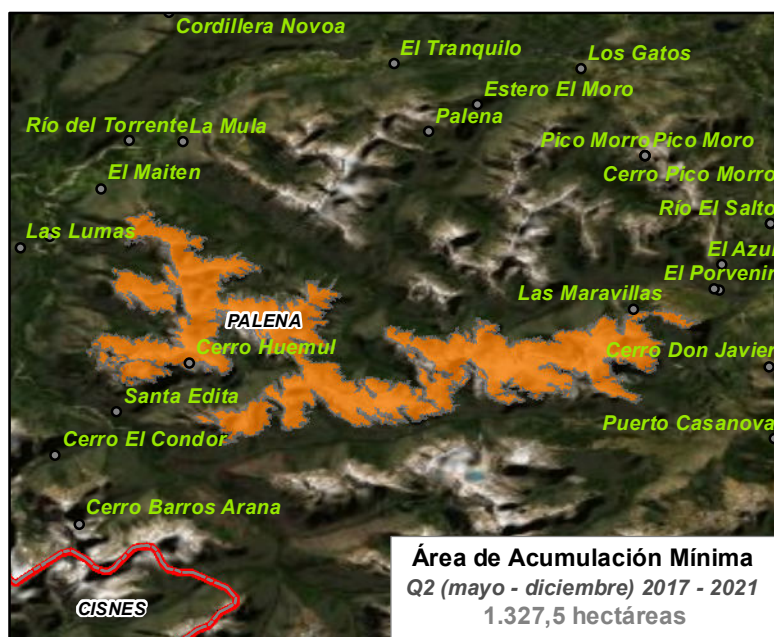 Cordillera Novoa
El Tranquilo
Los Gatos
Estero El Moro
Palena
Río del Torrente
La Mula
Pico Morro
Pico Moro
El Maiten
Cerro Pico Morro
Río El Salto
Las Lumas
El Azul
El Porvenir
Las Maravillas
PALENA
Cerro Huemul
Cerro Don Javier
Santa Edita
Puerto Casanova
Cerro El Condor
Cerro Barros Arana
CISNES
Área de Acumulación Mínima
Q2 (mayo - diciembre) 2017 - 2021
1.327,5 hectáreas